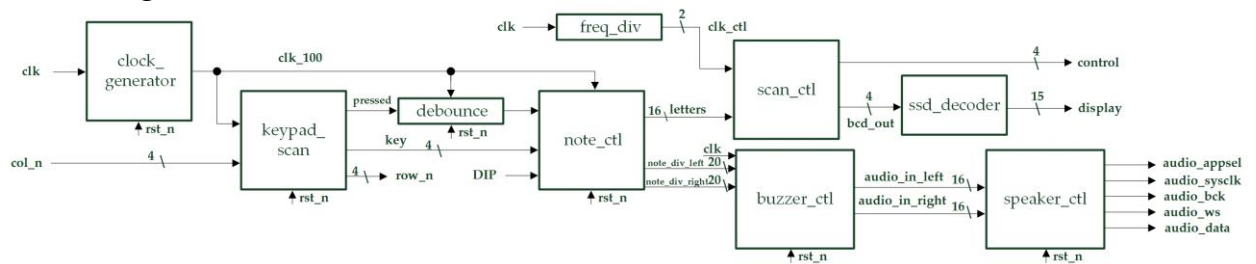 clk
clock_
generator
rst_n
clk_100
col_n
4
keypad_
scan
rst_n
pressed
debounce
rst_n
key
4
4
row_n
DIP
note_ctl
rst_n
clk
freq_div
2
clk_ctl
16
letters
scan_ctl
4
control
4
bcd_out
ssd_decoder
15
display
clk
note_div_left
20
note_div_right
20
buzzer_ctl
rst_n
audio_in_left
16
audio_in_right
16
speaker_ctl
rst_n
audio_appsel
audio_sysclk
audio_bck
audio_ws
audio_data